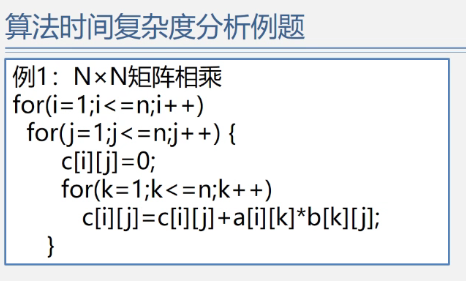 算法时间复杂度分析例题
例1：N×N矩阵相乘
for(i=1;i<=n;i++)
for(j=1;j<=n;j++) {
c[i][j]=0;
for(k=1;k<=n;k++)
c[i][j]=c[i][j]+a[i][k]*b[k][j];
}